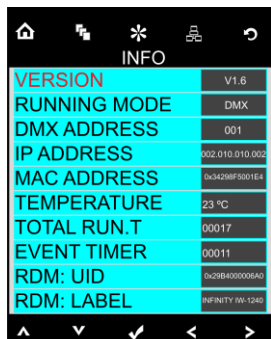 INFO
VERSION V1.6
RUNNING MODE DMX
DMX ADDRESS 001
IP ADDRESS 002.010.010.002
MAC ADDRESS 0x34298F5001E4
TEMPERATURE 23 ºC
TOTAL RUN.T 00017
EVENT TIMER 00011
RDM: UID 0x29B4000006A0
RDM: LABEL INFINITY IW-1240